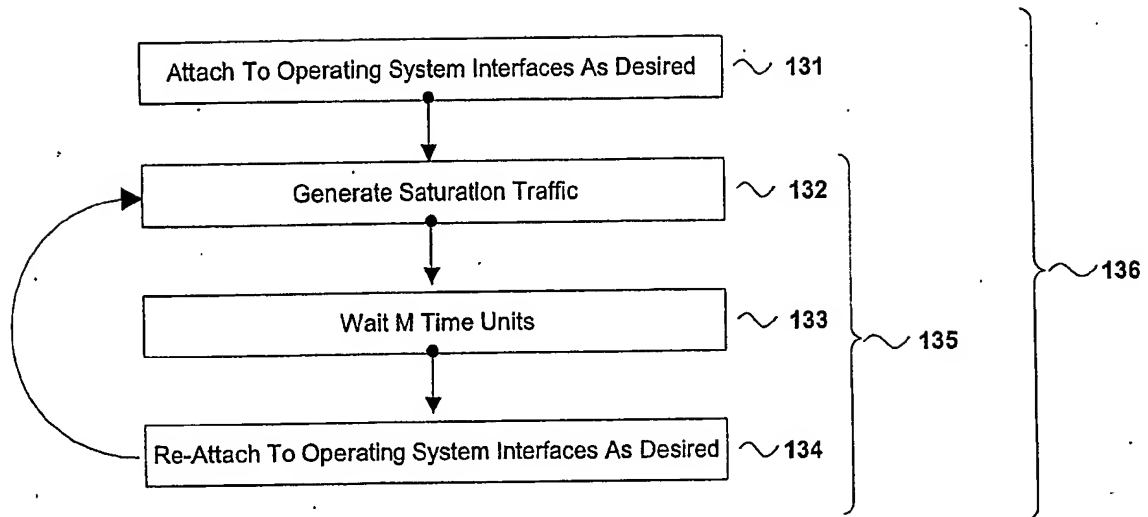 Attach To Operating System Interfaces As Desired 131
Generate Saturation Traffic 132
Wait M Time Units 133
135
136
Re-Attach To Operating System Interfaces As Desired 134